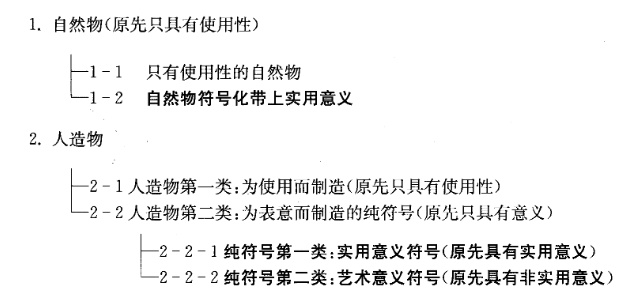 1. 自然物(原先只具有使用性)
1-1 只有使用性的自然物
1-2 自然物符号化带上实用意义
2. 人造物
2-1 人造物第一类:为使用而制造(原先只具有使用性)
2-2 人造物第二类:为表意而制造的纯符号(原先只具有意义)
2-2-1 纯符号第一类:实用意义符号(原先具有实用意义)
2-2-2 纯符号第二类:艺术意义符号(原先具有非实用意义)